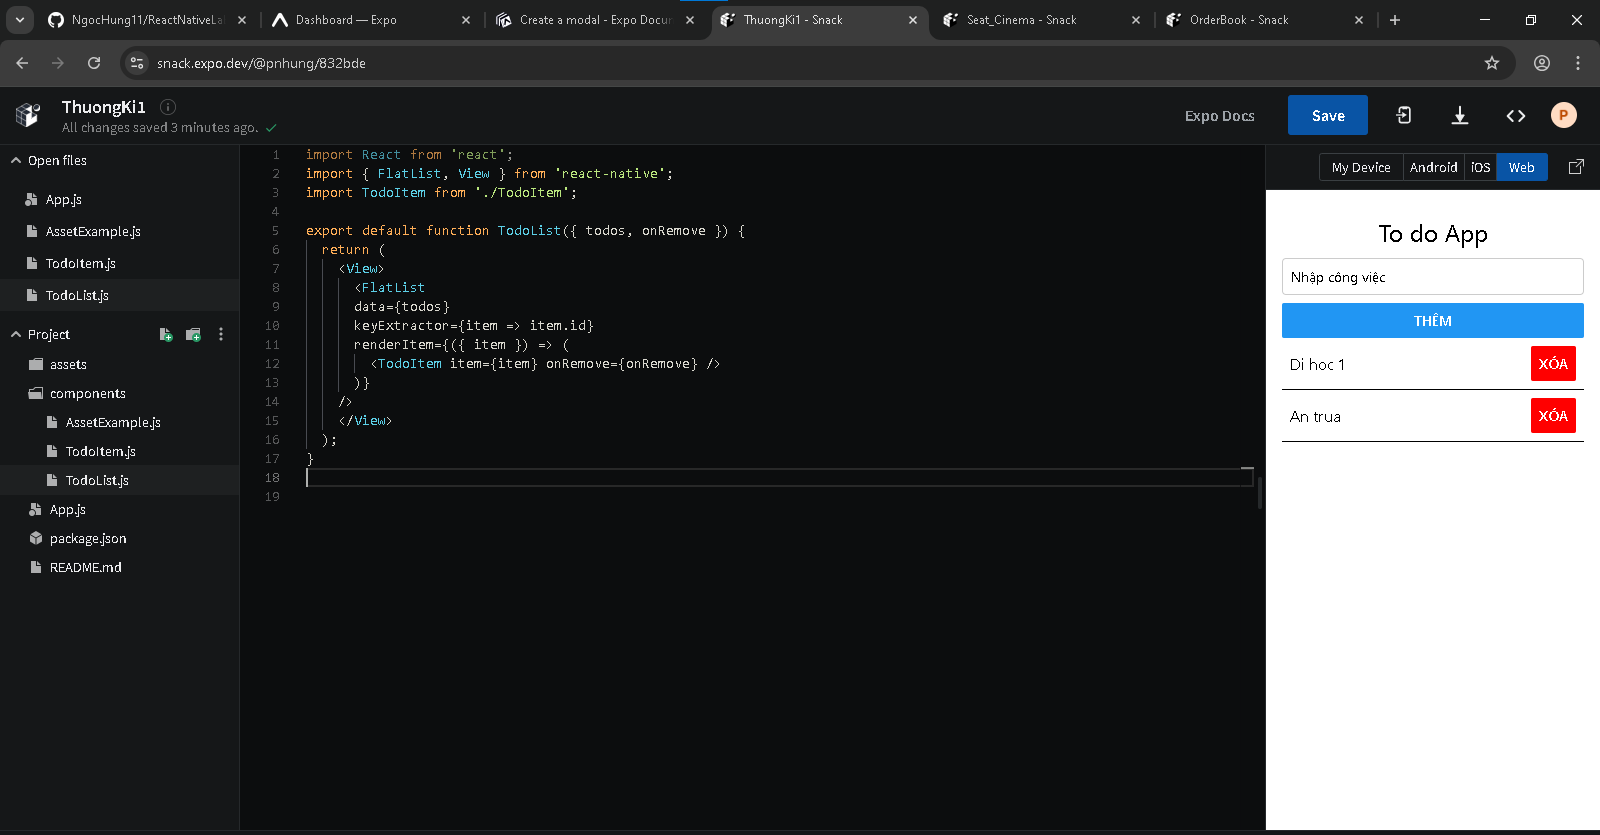 NgocHung11/ReactNativeLa
Dashboard — Expo
Create a modal - Expo Docu
ThuongKi1 - Snack
Seat_Cinema - Snack
OrderBook - Snack
snack.expo.dev/@pnhung/832bde
ThuongKi1
All changes saved 3 minutes ago.
Expo Docs
Save
P
Open files
App.js
AssetExample.js
TodoItem.js
TodoList.js
Project
assets
components
AssetExample.js
TodoItem.js
TodoList.js
App.js
package.json
README.md
1 import React from 'react';
2 import { FlatList, View } from 'react-native';
3 import TodoItem from './TodoItem';
4
5 export default function TodoList({ todos, onRemove }) {
6 return (
7 <View>
8 <FlatList
9 data={todos}
10 keyExtractor={item => item.id}
11 renderItem={({ item }) => (
12 <TodoItem item={item} onRemove={onRemove} />
13 )}
14 />
15 </View>
16 );
17 }
18
19
My Device Android iOS Web
To do App
Nhập công việc
THÊM
Di hoc 1
XÓA
An trua
XÓA